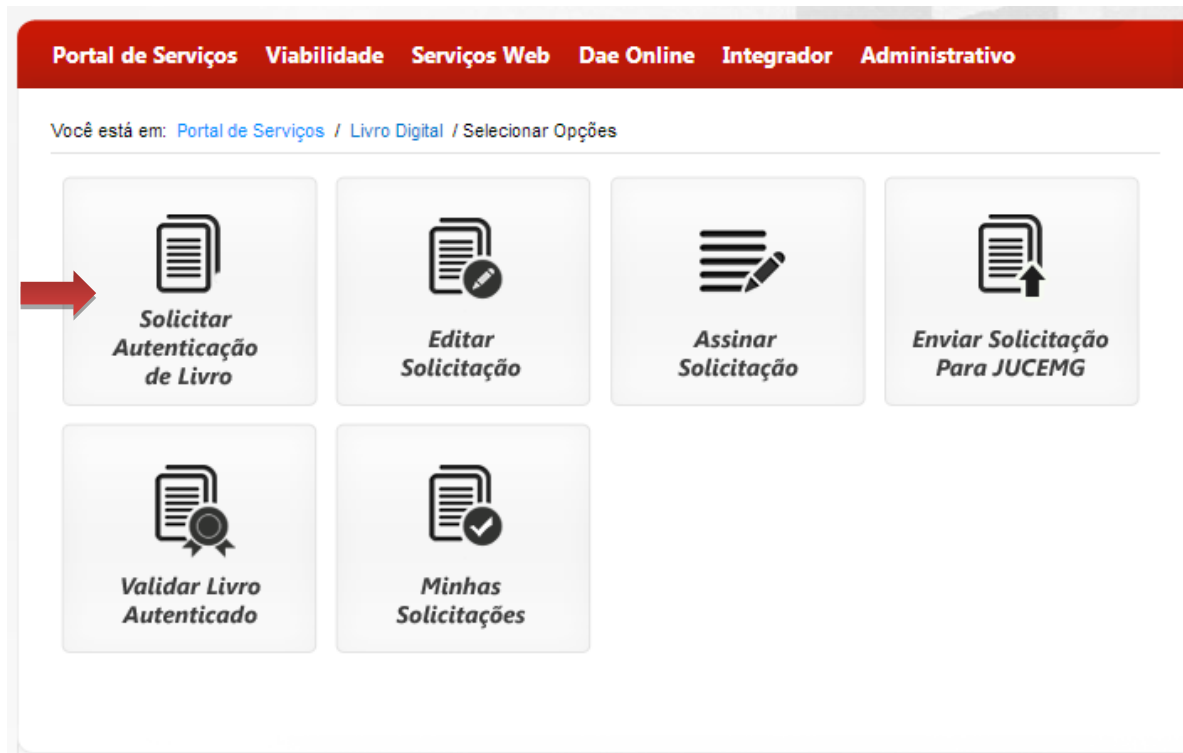 Portal de Serviços Viabilidade Serviços Web Dae Online Integrador Administrativo
Você está em: Portal de Serviços / Livro Digital / Selecionar Opções
Solicitar
Autenticação
de Livro
Editar
Solicitação
Assinar
Solicitação
Enviar Solicitação
Para JUCEMG
Validar Livro
Autenticado
Minhas
Solicitações